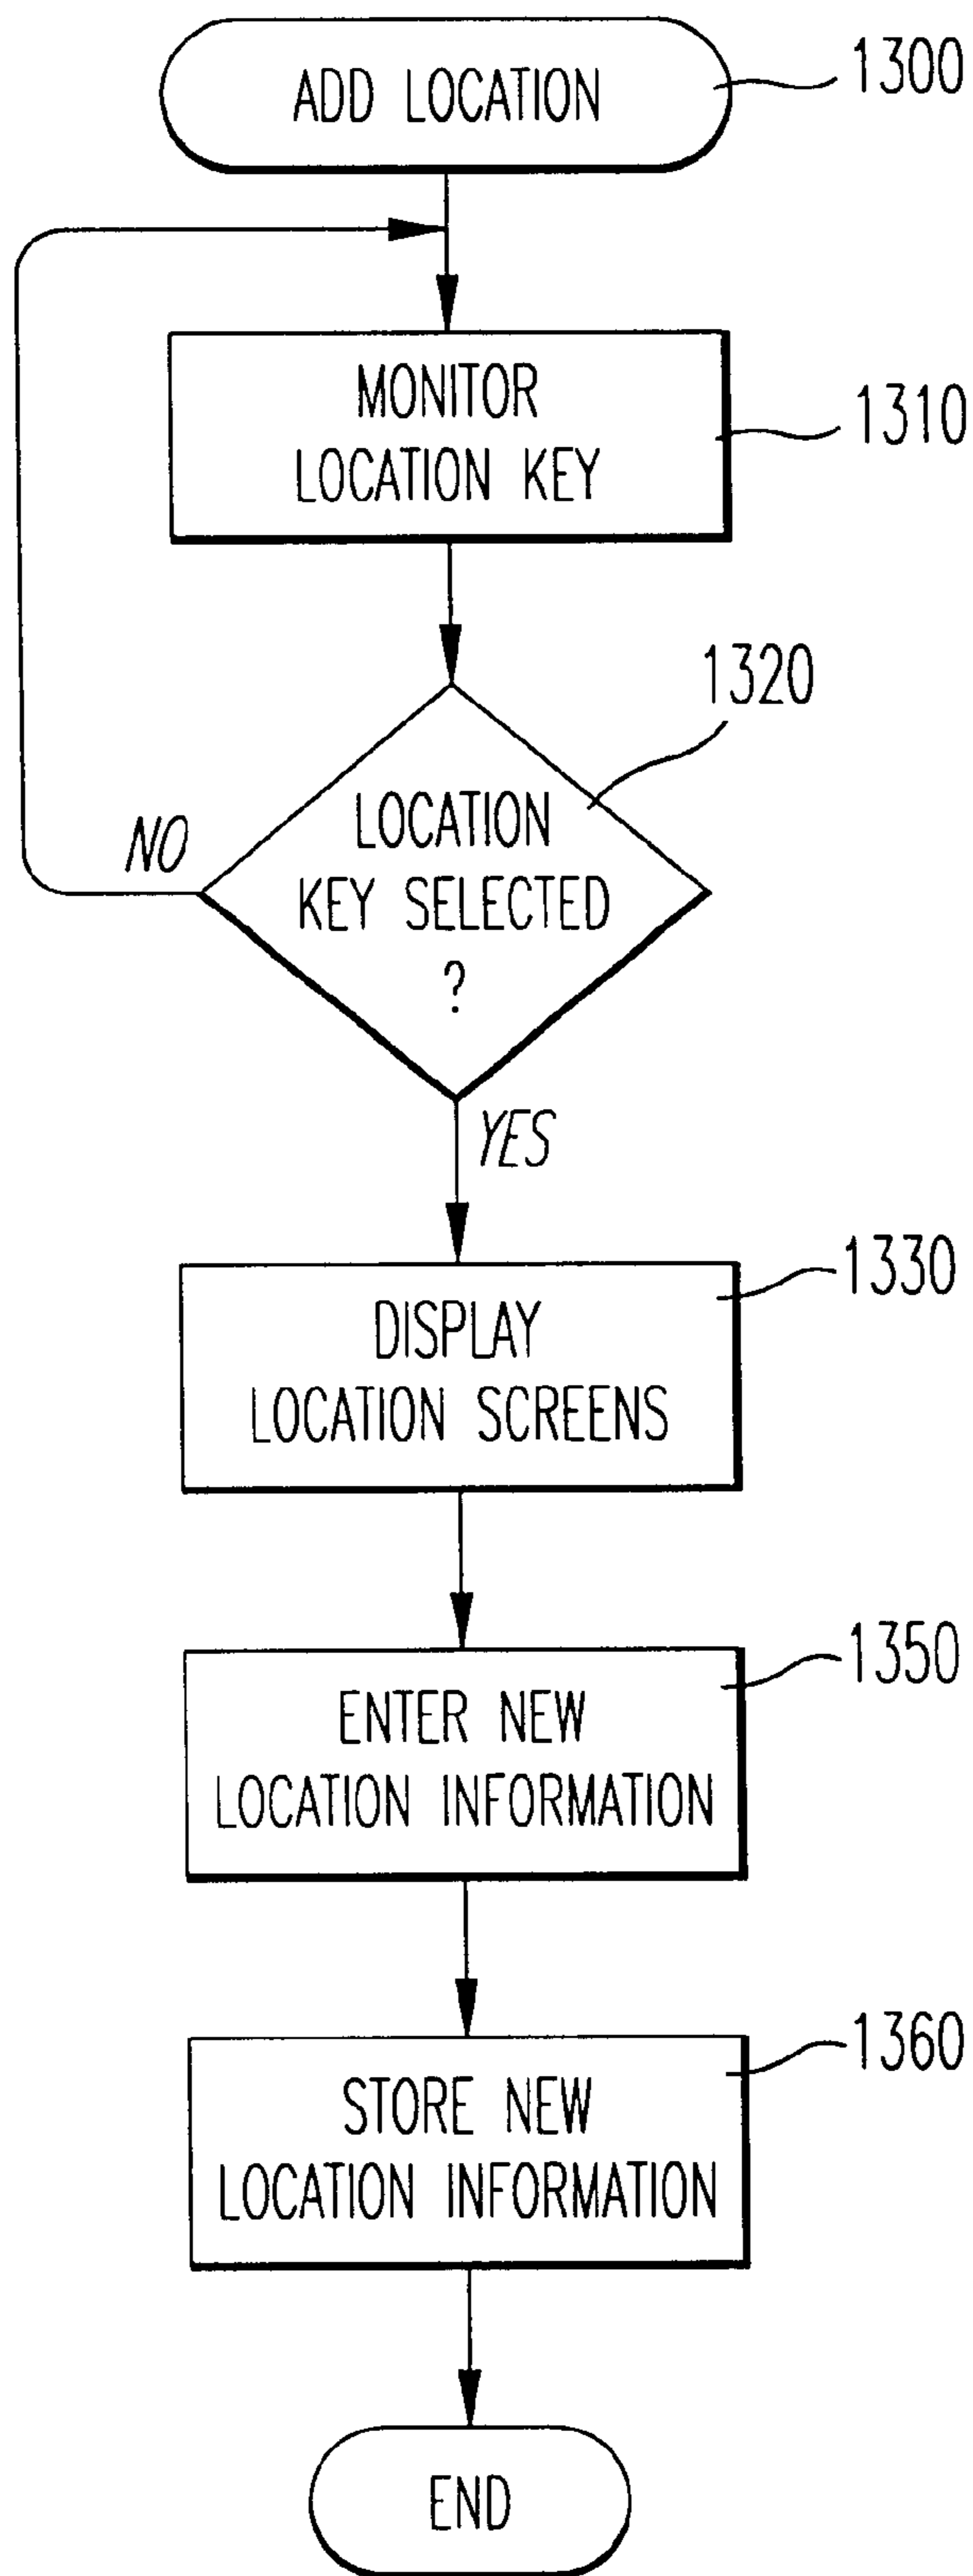 ADD LOCATION
1300
MONITOR
LOCATION KEY
1310
1320
LOCATION
KEY SELECTED
?
NO
YES
1330
DISPLAY
LOCATION SCREENS
1350
ENTER NEW
LOCATION INFORMATION
1360
STORE NEW
LOCATION INFORMATION
END